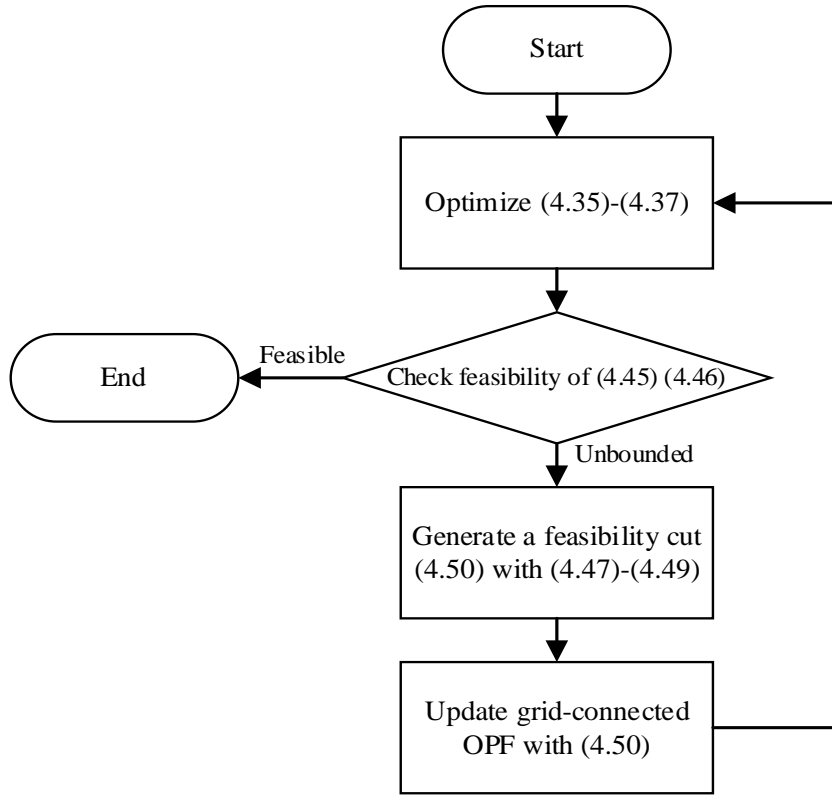 Start
Optimize (4.35)-(4.37)
Feasible
End
Check feasibility of (4.45) (4.46)
Unbounded
Generate a feasibility cut
(4.50) with (4.47)-(4.49)
Update grid-connected
OPF with (4.50)